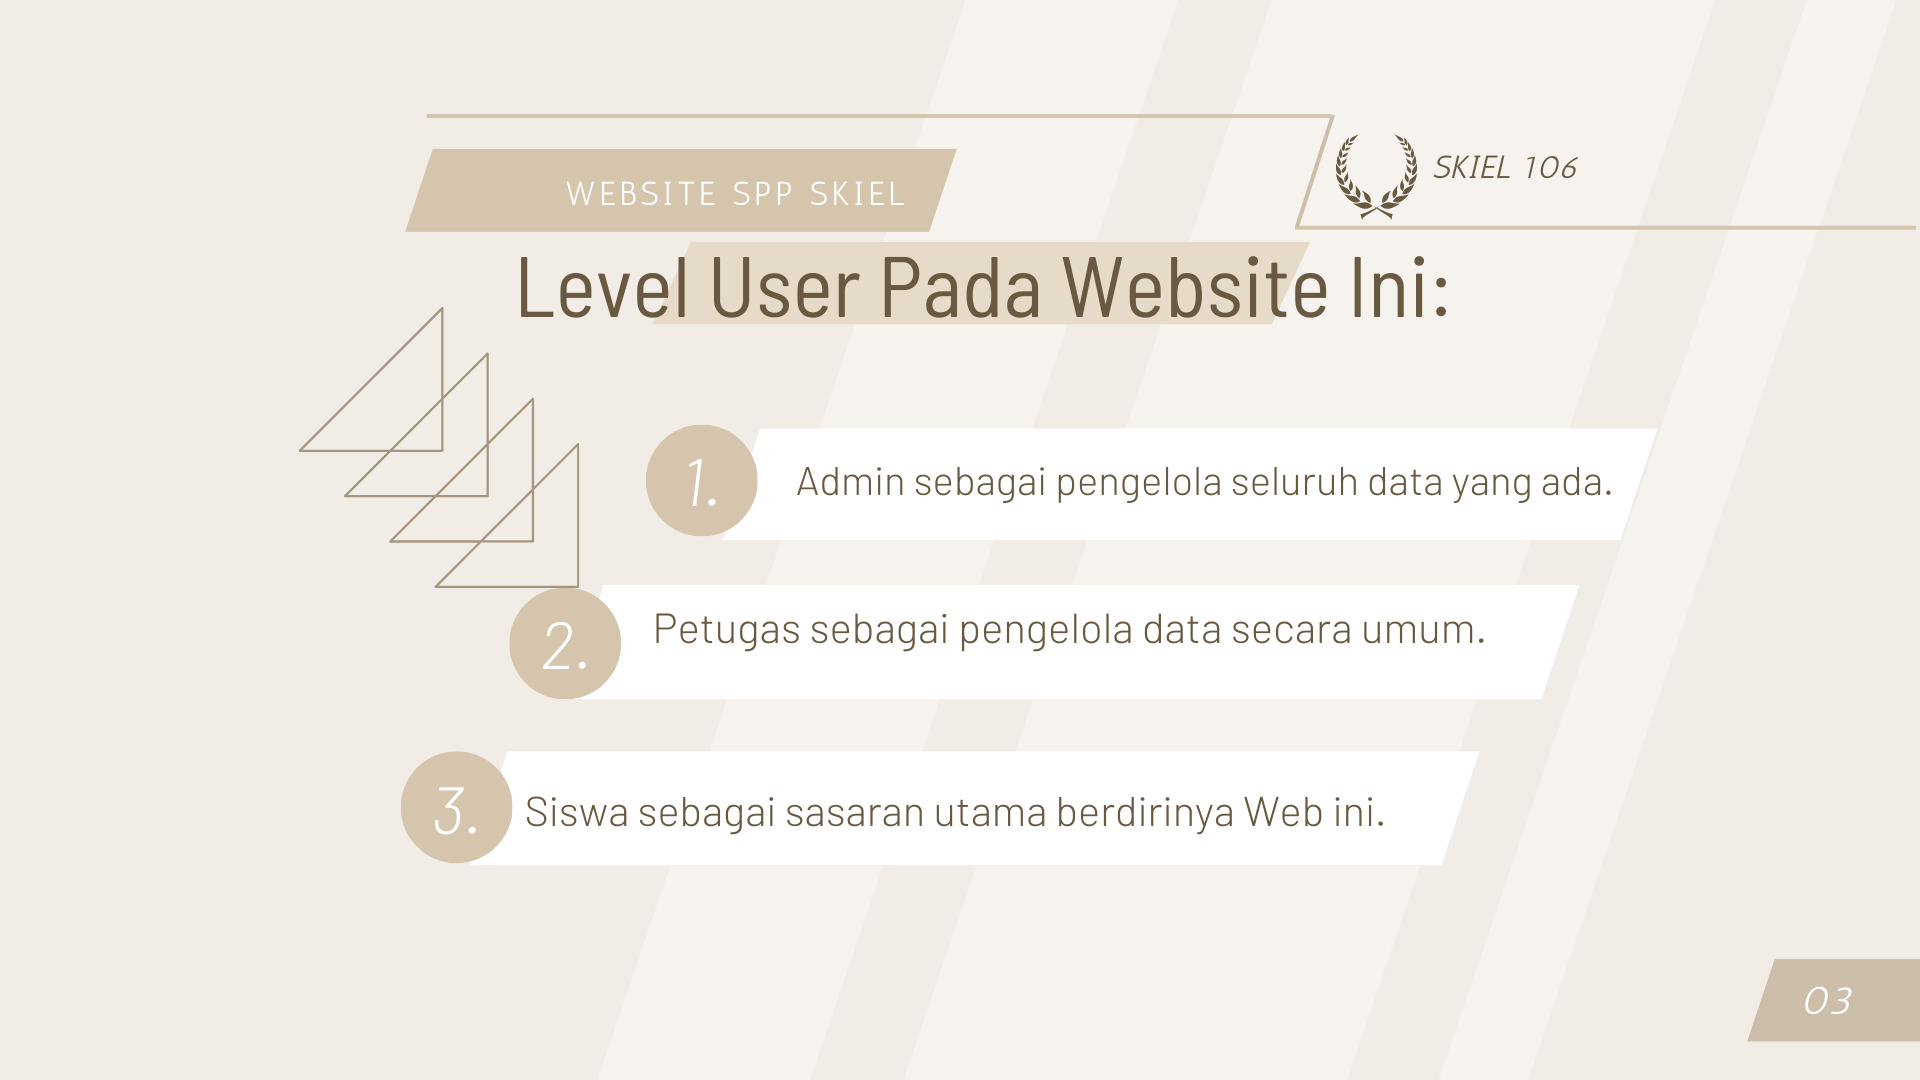 WEBSITE SPP SKIEL
SKIEL 106
Level User Pada Website Ini:
1.
Admin sebagai pengelola seluruh data yang ada.
2.
Petugas sebagai pengelola data secara umum.
3.
Siswa sebagai sasaran utama berdirinya Web ini.
03